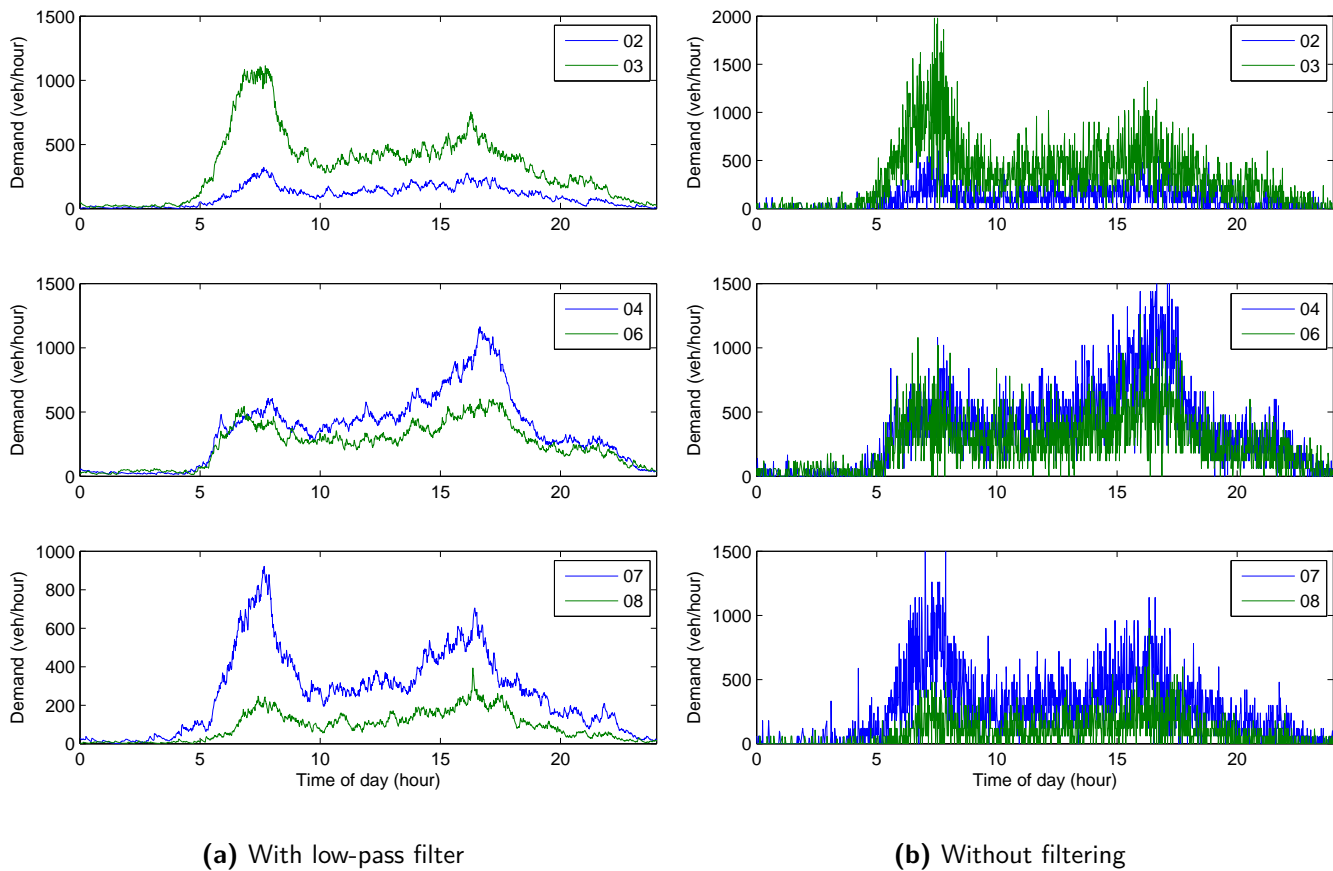 1500
1000
500
0
Demand (veh/hour)
0 5 10 15 20
02
03
1500
1000
500
0
Demand (veh/hour)
0 5 10 15 20
04
06
1000
800
600
400
200
0
Demand (veh/hour)
0 5 10 15 20
Time of day (hour)
07
08
(a) With low-pass filter
2000
1500
1000
500
0
Demand (veh/hour)
0 5 10 15 20
02
03
1500
1000
500
0
Demand (veh/hour)
0 5 10 15 20
04
06
1500
1000
500
0
Demand (veh/hour)
0 5 10 15 20
Time of day (hour)
07
08
(b) Without filtering